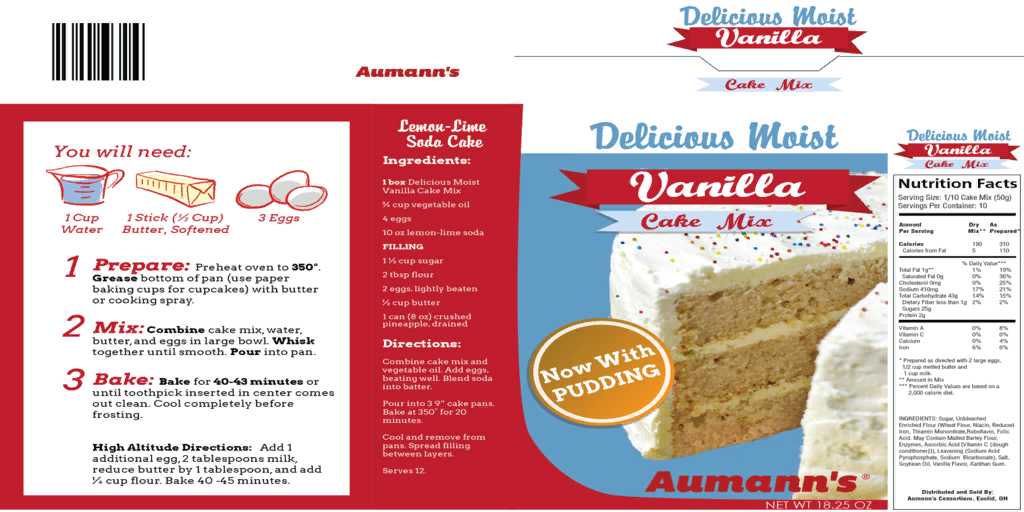 Delicious Moist
Vanilla
Cake Mix
Aumann's
You will need:
1 Cup
Water
1 Stick (½ Cup)
Butter, Softened
3 Eggs
1 Prepare: Preheat oven to 350°.
Grease bottom of pan (use paper
baking cups for cupcakes) with butter
or cooking spray.
2 Mix: Combine cake mix, water,
butter, and eggs in large bowl. Whisk
together until smooth. Pour into pan.
3 Bake: Bake for 40-43 minutes or
until toothpick inserted in center comes
out clean. Cool completely before
frosting.
High Altitude Directions: Add 1
additional egg, 2 tablespoons milk,
reduce butter by 1 tablespoon, and add
¼ cup flour. Bake 40 -45 minutes.
Lemon-Lime
Soda Cake
Ingredients:
1 box Delicious Moist
Vanilla Cake Mix
¾ cup vegetable oil
4 eggs
10 oz lemon-lime soda
FILLING
1 ½ cup sugar
2 tbsp flour
2 eggs, lightly beaten
½ cup butter
1 can (8 oz) crushed
pineapple, drained
Directions:
Combine cake mix and
vegetable oil. Add eggs,
beating well. Blend soda
into batter.
Pour into 3 9" cake pans.
Bake at 350° for 20
minutes.
Cool and remove from
pans. Spread filling
between layers.
Serves 12.
Delicious Moist
Vanilla
Cake Mix
Now With
PUDDING
Aumann's®
NET WT 18.25 OZ
Delicious Moist
Vanilla
Cake Mix
Nutrition Facts
Serving Size: 1/10 Cake Mix (50g)
Servings Per Container: 10
Amount Dry As
Per Serving Mix** Prepared*
Calories 190 310
Calories from Fat 5 110
% Daily Value***
Total Fat 1g** 1% 19%
Saturated Fat 0g 0% 36%
Cholesterol 0mg 0% 25%
Sodium 410mg 17% 21%
Total Carbohydrate 43g 14% 15%
Dietary Fiber less than 1g 2% 2%
Sugars 25g
Protein 2g
Vitamin A 0% 8%
Vitamin C 0% 0%
Calcium 0% 4%
Iron 6% 6%
* Prepared as directed with 2 large eggs,
1/2 cup melted butter and
1 cup milk.
** Amount in Mix
*** Percent Daily Values are based on a
2,000 calorie diet.
INGREDIENTS: Sugar, Unbleached
Enriched Flour (Wheat Flour, Niacin, Reduced
Iron, Thiamin Mononitrate,Roboflavin, Folic
Acid. May Contain Malted Barley Flour,
Enzymes, Ascorbic Acid [Vitamin C (dough
conditioner)]), Leavening (Sodium Acid
Pyrophosphate, Sodium Bicarbonate), Salt,
Soybean Oil, Vanilla Flavor, Xanthan Gum.
Distributed and Sold By:
Aumann's Consortium, Euclid, OH